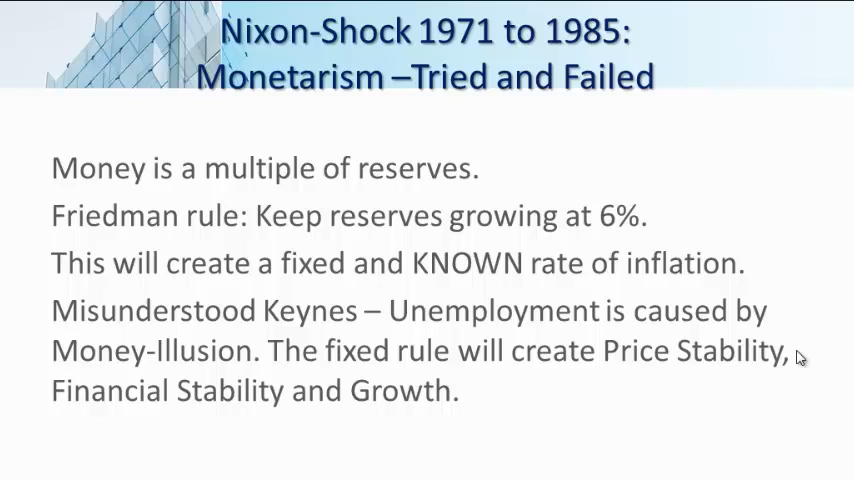 Nixon-Shock 1971 to 1985:
Monetarism –Tried and Failed
Money is a multiple of reserves.
Friedman rule: Keep reserves growing at 6%.
This will create a fixed and KNOWN rate of inflation.
Misunderstood Keynes – Unemployment is caused by
Money-Illusion. The fixed rule will create Price Stability,
Financial Stability and Growth.